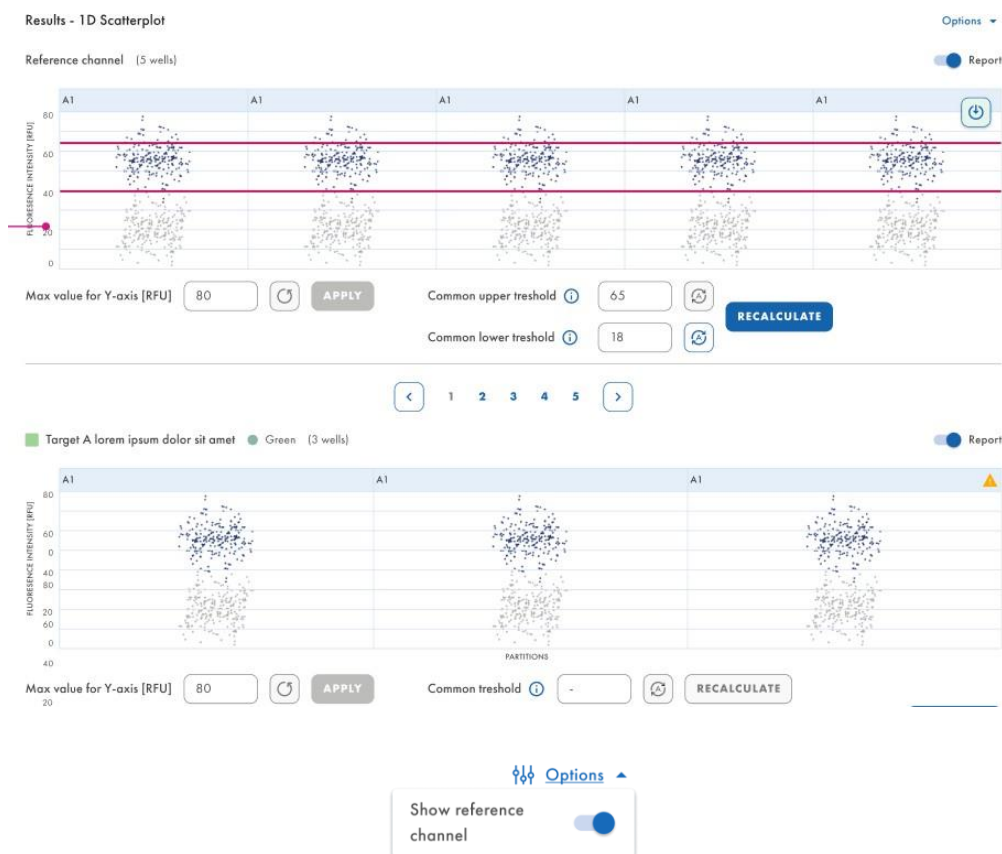 Results - 1D Scatterplot
Options
Reference channel (5 wells)
Report
A1 A1 A1 A1 A1
FLUORESENCE INTENSITY [RFU]
80
60
40
20
0
Max value for Y-axis [RFU] 80 APPLY Common upper treshold 65
RECALCULATE
Common lower treshold 18
1 2 3 4 5
Target A lorem ipsum dolor sit amet Green (3 wells)
Report
A1 A1 A1
FLUORESENCE INTENSITY [RFU]
80
60
0
40
80
20
60
0
PARTITIONS
40
Max value for Y-axis [RFU] 80 APPLY Common treshold - RECALCULATE
20
Options
Show reference
channel